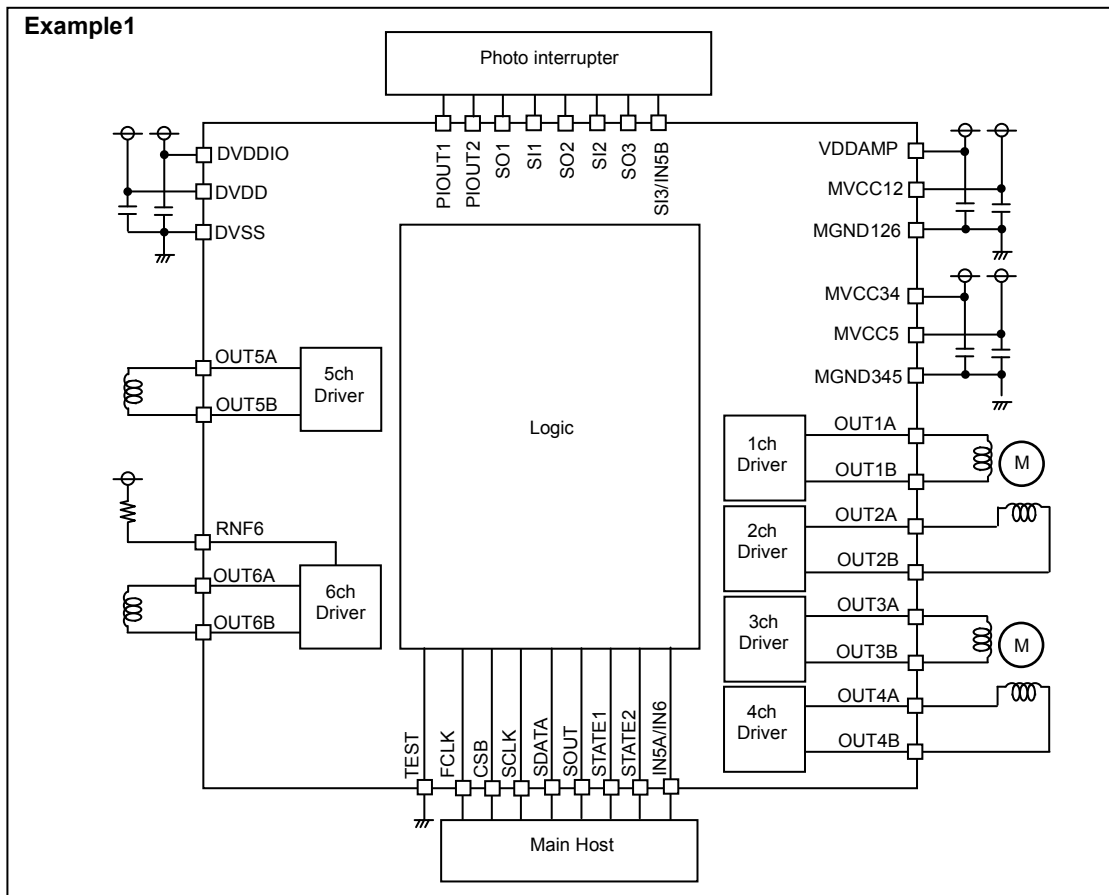 Example1
Photo interrupter
PIOUT1
PIOUT2
SO1
SI1
SO2
SI2
SO3
SI3/IN5B
DVDDIO
DVDD
DVSS
VDDAMP
MVCC12
MGND126
MVCC34
MVCC5
MGND345
OUT5A
OUT5B
5ch
Driver
RNF6
OUT6A
OUT6B
6ch
Driver
Logic
1ch
Driver
OUT1A
OUT1B
M
2ch
Driver
OUT2A
OUT2B
3ch
Driver
OUT3A
OUT3B
M
4ch
Driver
OUT4A
OUT4B
TEST
FCLK
CSB
SCLK
SDATA
SOUT
STATE1
STATE2
IN5A/IN6
Main Host